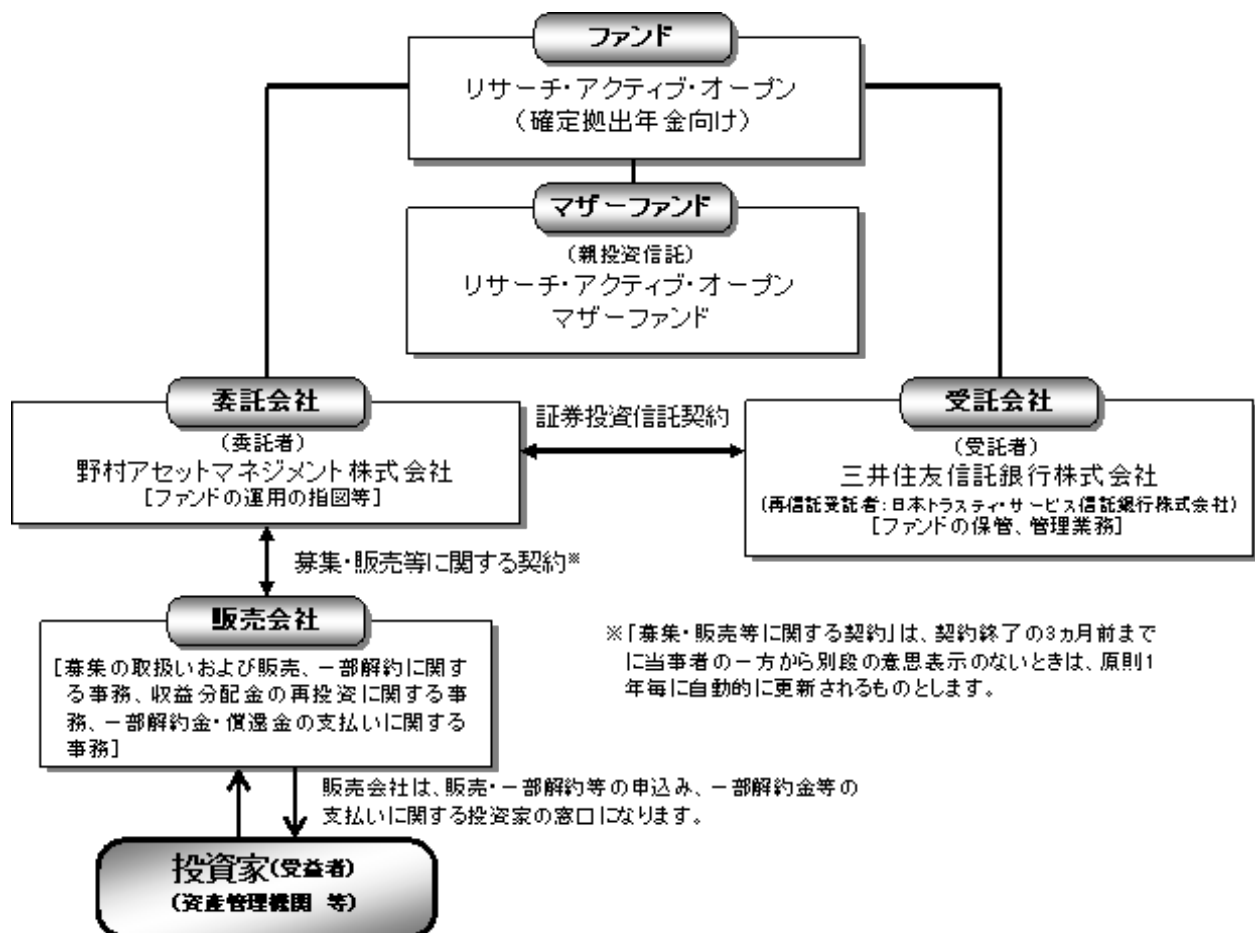 ファンド
リサーチ・アクティブ・オープン
（確定拠出年金向け）
マザーファンド
(親投資信託)
リサーチ・アクティブ・オープン
マザーファンド
委託会社
(委託者)
野村アセットマネジメント株式会社
[ファンドの運用の指図等]
証券投資信託契約
受託会社
(受託者)
三井住友信託銀行株式会社
(再信託受託者:日本トラスティ・サービス信託銀行株式会社)
[ファンドの保管、管理業務]
募集・販売等に関する契約※
販売会社
[募集の取扱いおよび販売、一部解約に関す
る事務、収益分配金の再投資に関する事
務、一部解約金・償還金の支払いに関する
事務]
※「募集・販売等に関する契約」は、契約終了の3ヵ月前まで
に当事者の一方から別段の意思表示のないときは、原則1
年毎に自動的に更新されるものとします。
販売会社は、販売・一部解約等の申込み、一部解約金等の
支払いに関する投資家の窓口になります。
投資家(受益者)
(資産管理機関 等)